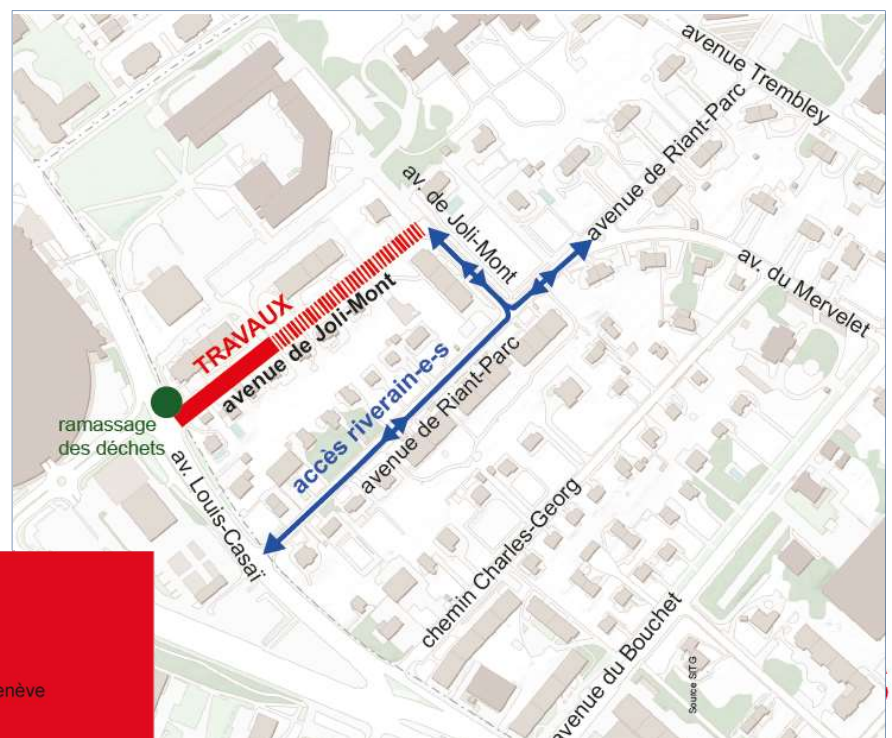 avenue Trembley
avenue de Riant-Parc
av. de Joli-Mont
av. du Mervelet
TRAVAUX
avenue de Joli-Mont
ramassage
des déchets
accès riverain-e-s
avenue de Riant-Parc
av. Louis-Casaï
chemin Charles-Georg
avenue du Bouchet
Source SITG
enève